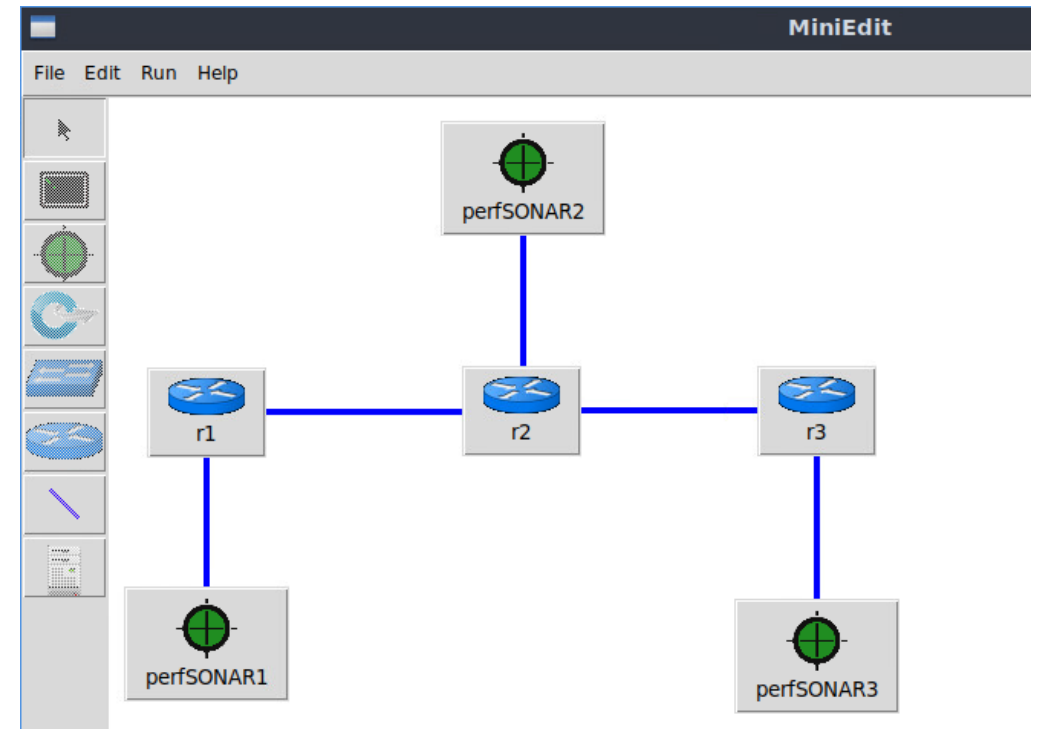 MiniEdit
File Edit Run Help
perfSONAR2
r1
r2
r3
perfSONAR1
perfSONAR3